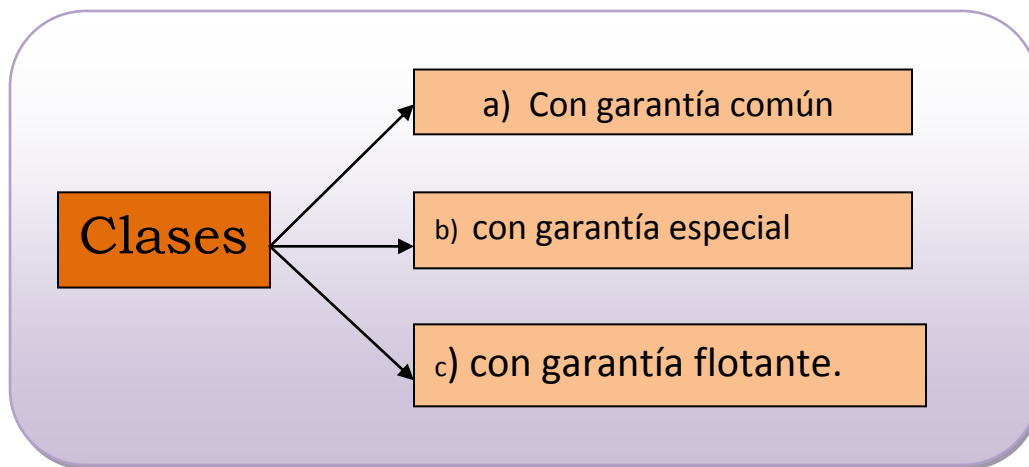 Clases
a) Con garantía común
b) con garantía especial
c) con garantía flotante.